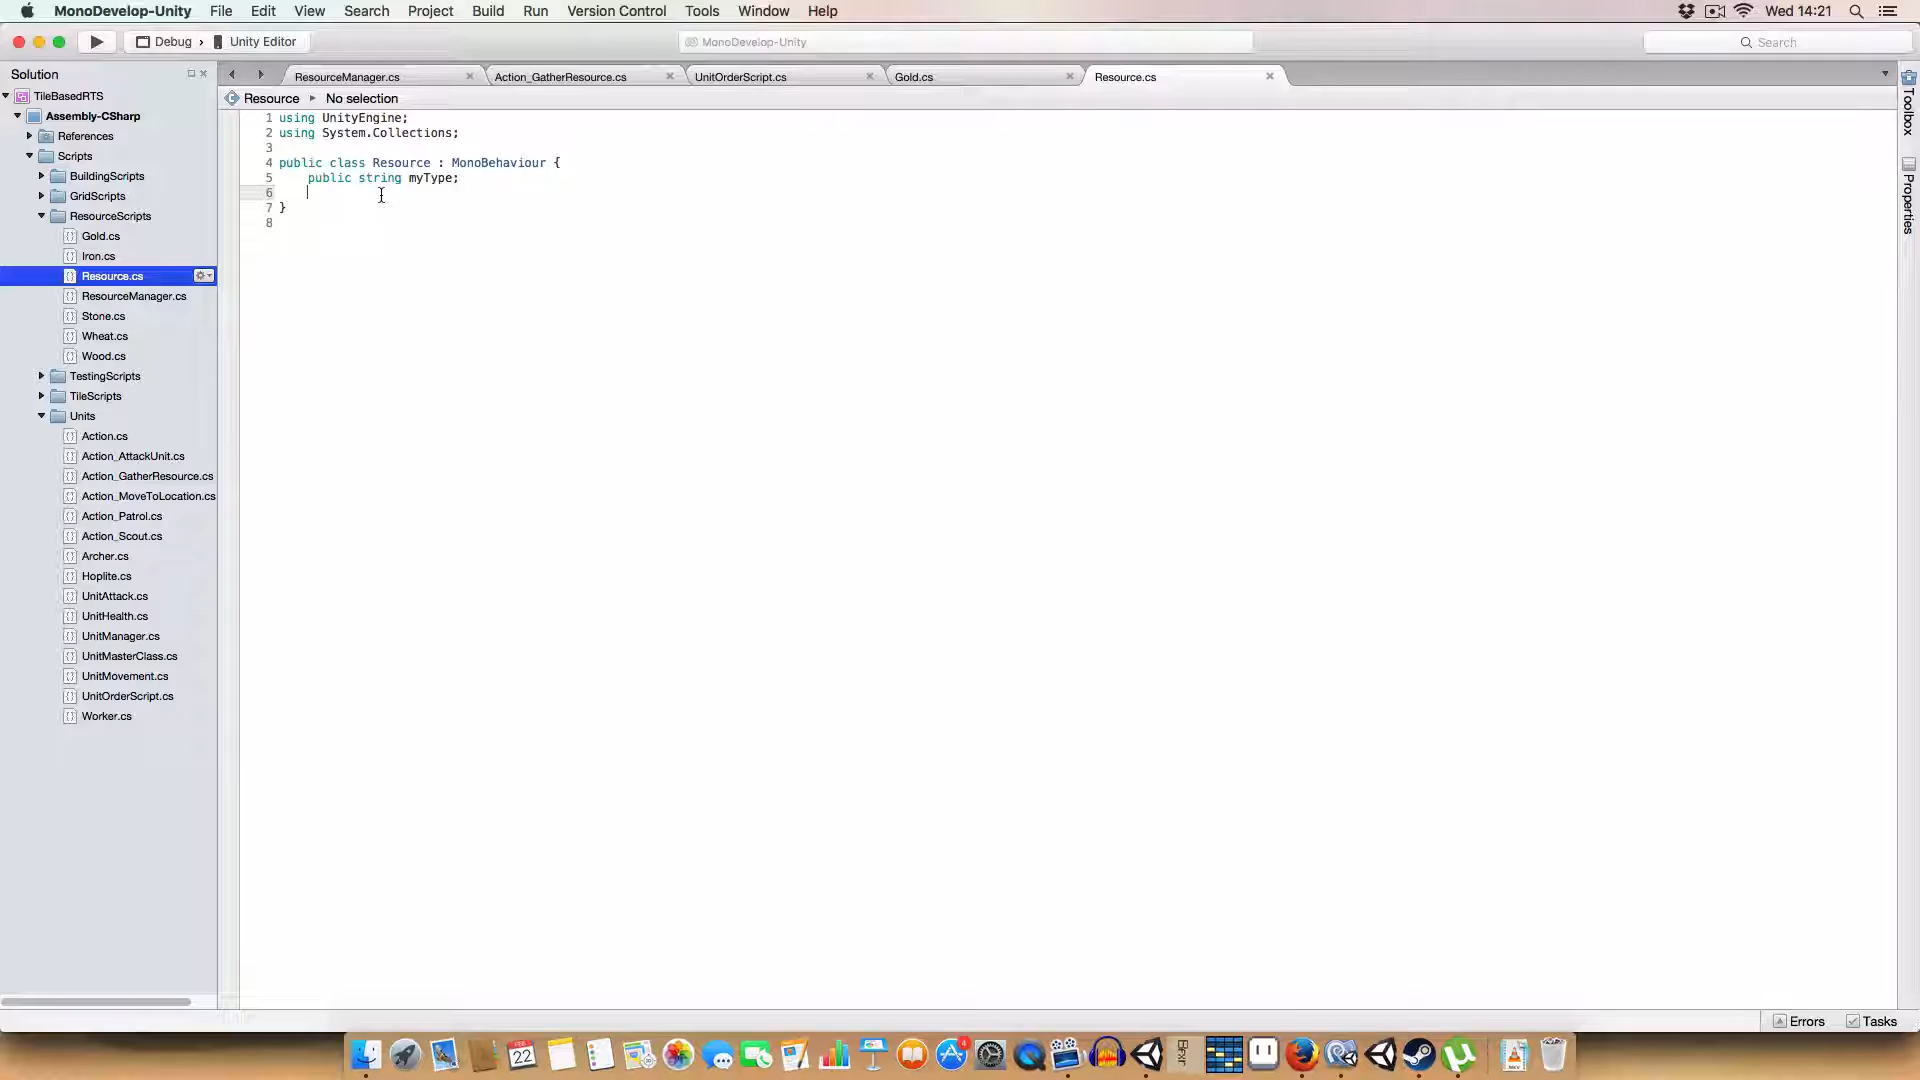 MonoDevelop-Unity File Edit View Search Project Build Run Version Control Tools Window Help Wed 14:21
Debug › Unity Editor MonoDevelop-Unity Search
Solution
ResourceManager.cs Action_GatherResource.cs UnitOrderScript.cs Gold.cs Resource.cs
Resource No selection
TileBasedRTS
Assembly-CSharp
References
Scripts
BuildingScripts
GridScripts
ResourceScripts
Gold.cs
Iron.cs
Resource.cs
ResourceManager.cs
Stone.cs
Wheat.cs
Wood.cs
TestingScripts
TileScripts
Units
Action.cs
Action_AttackUnit.cs
Action_GatherResource.cs
Action_MoveToLocation.cs
Action_Patrol.cs
Action_Scout.cs
Archer.cs
Hoplite.cs
UnitAttack.cs
UnitHealth.cs
UnitManager.cs
UnitMasterClass.cs
UnitMovement.cs
UnitOrderScript.cs
Worker.cs
1 using UnityEngine;
2 using System.Collections;
3
4 public class Resource : MonoBehaviour {
5 public string myType;
6
7 }
8
Toolbox
Properties
Errors Tasks
FEB
22
4